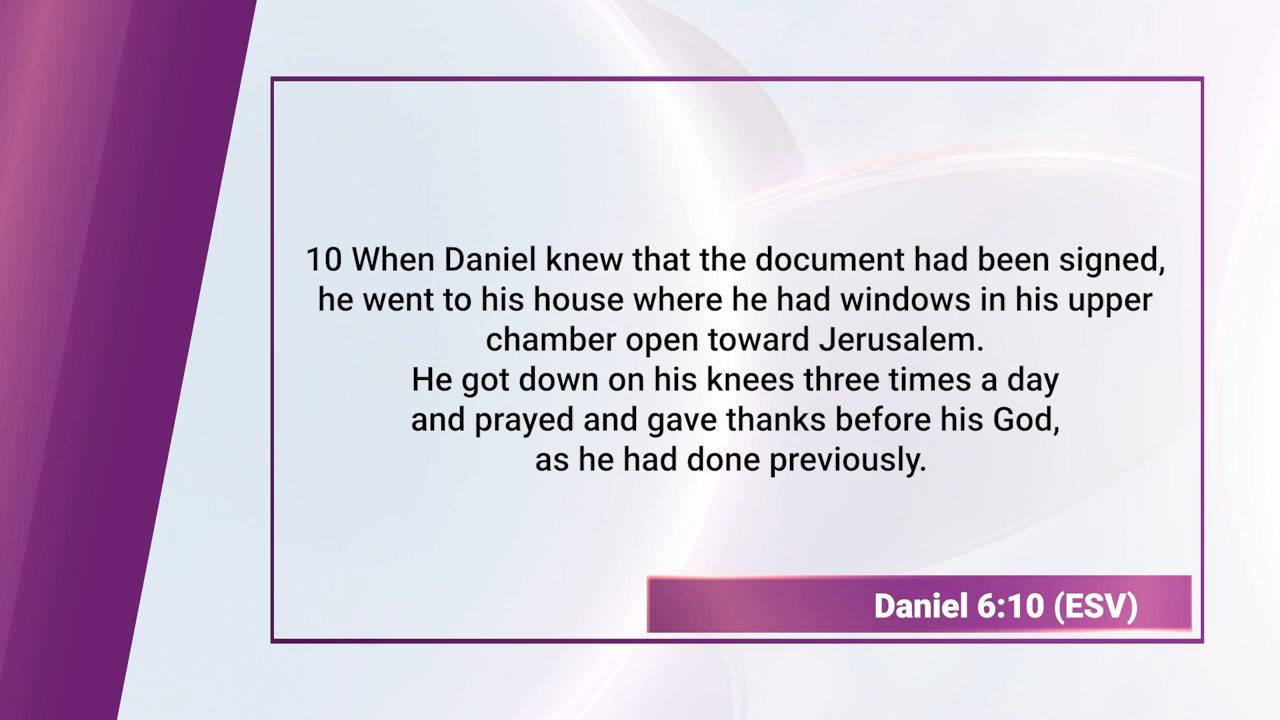 10 When Daniel knew that the document had been signed,
he went to his house where he had windows in his upper
chamber open toward Jerusalem.
He got down on his knees three times a day
and prayed and gave thanks before his God,
as he had done previously.
Daniel 6:10 (ESV)